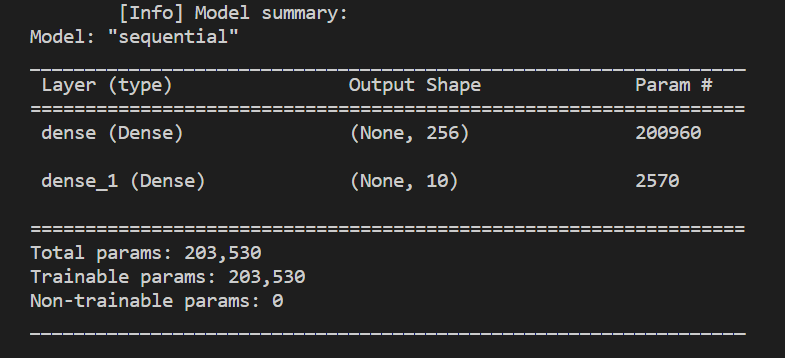 [Info] Model summary:
Model: "sequential"
_________________________________________________________________
Layer (type) Output Shape Param #
=================================================================
dense (Dense) (None, 256) 200960
dense_1 (Dense) (None, 10) 2570
=================================================================
Total params: 203,530
Trainable params: 203,530
Non-trainable params: 0
_________________________________________________________________